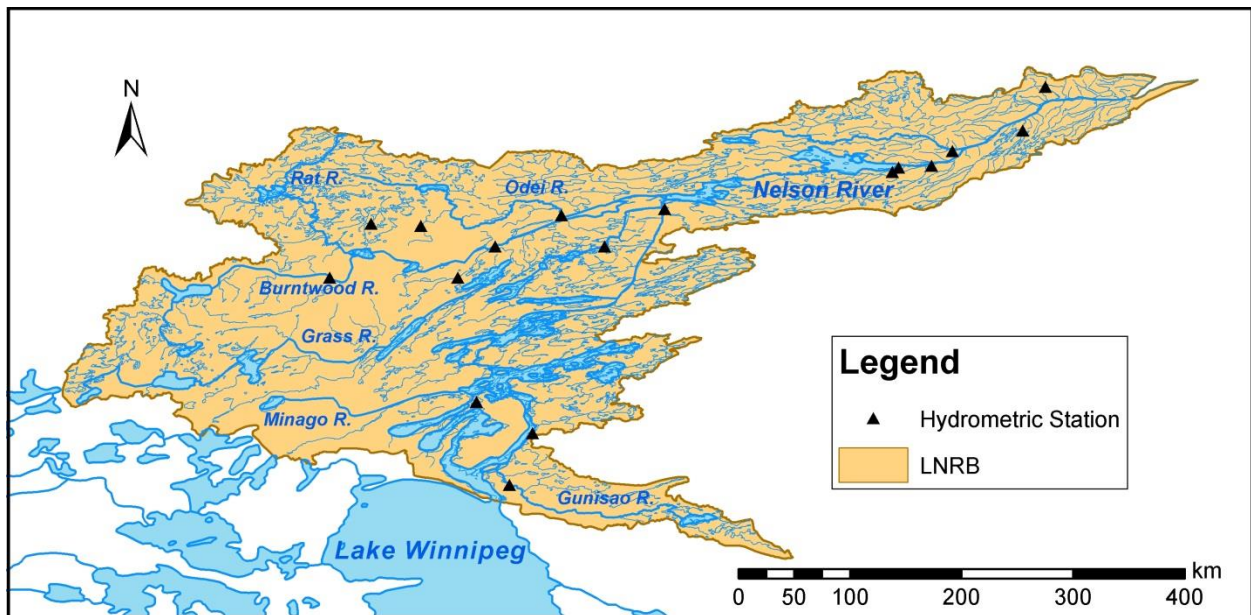 N
Rat R.
Odei R.
Nelson River
Burntwood R.
Grass R.
Minago R.
Gunisao R.
Lake Winnipeg
Legend
Hydrometric Station
LNRB
km
0 50 100 200 300 400